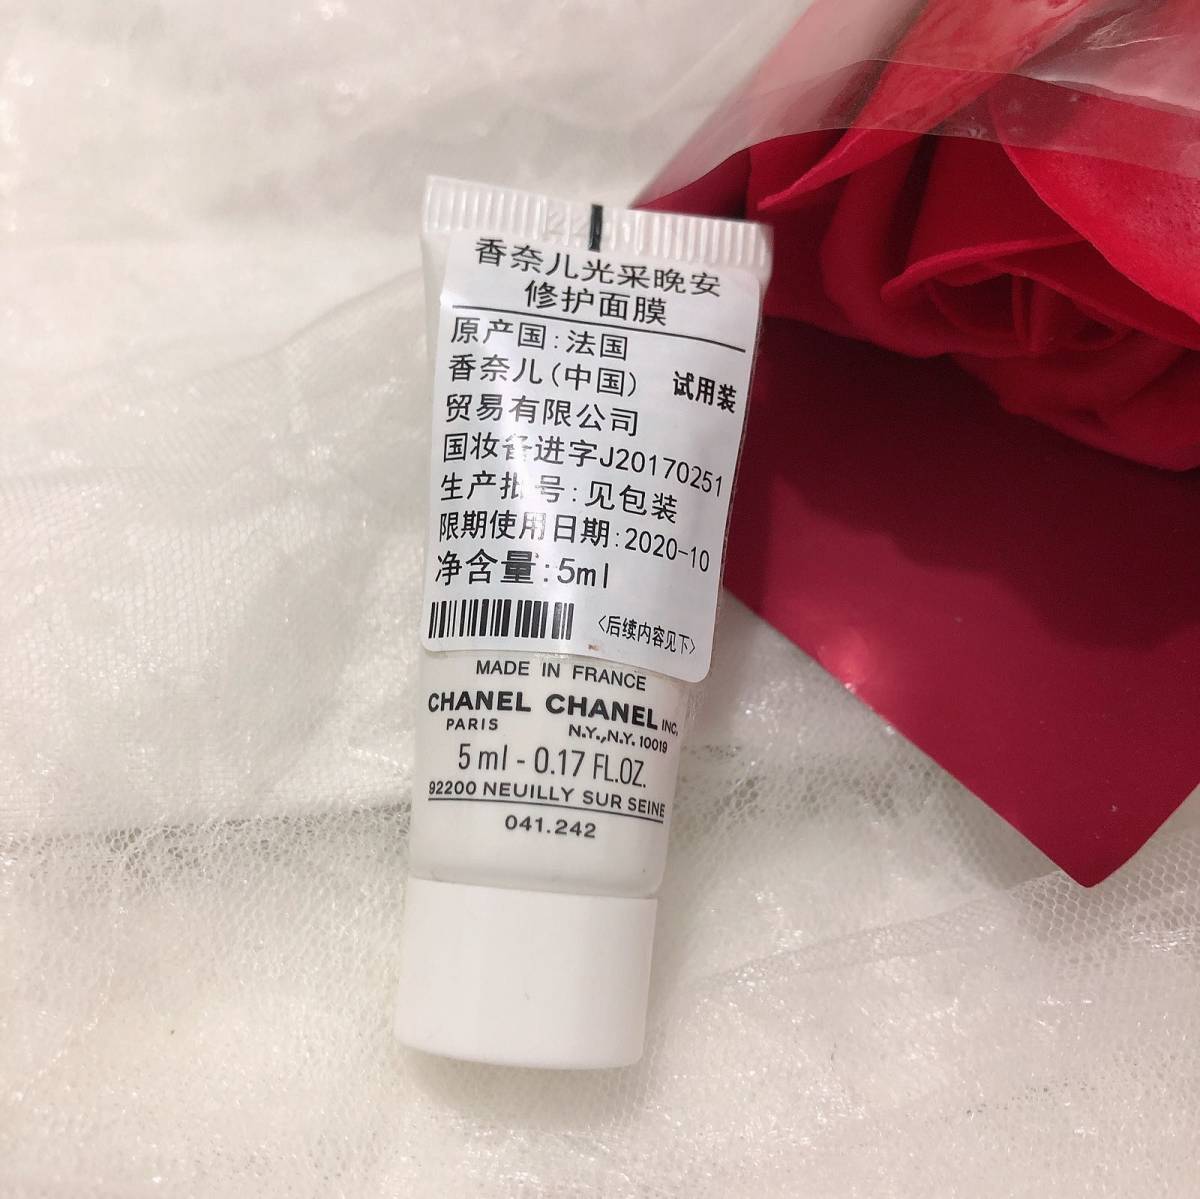 香奈儿光采晚安
修护面膜
原产国:法国
香奈儿(中国) 试用装
贸易有限公司
国妆备进字J20170251
生产批号:见包装
限期使用日期:2020-10
净含量:5ml
<后续内容见下>
MADE IN FRANCE
CHANEL CHANEL INC.
PARIS N.Y.,N.Y. 10019
5 ml - 0.17 FL.OZ.
92200 NEUILLY SUR SEINE
041.242